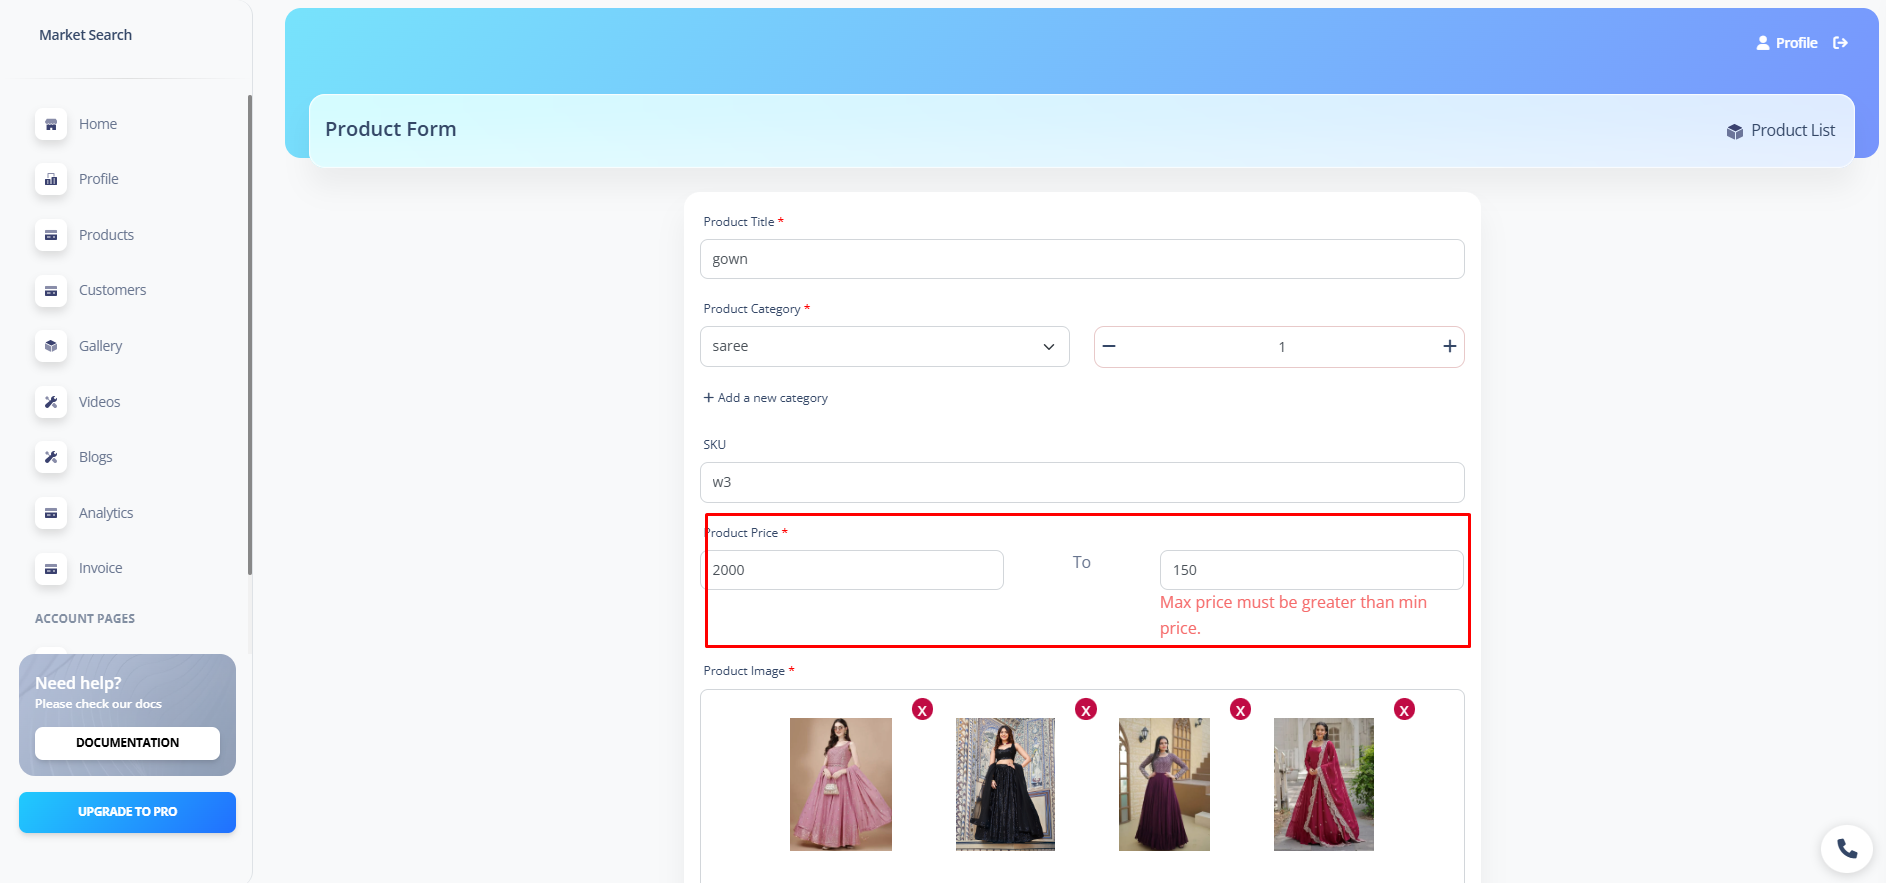 Market Search
Home
Profile
Products
Customers
Gallery
Videos
Blogs
Analytics
Invoice
ACCOUNT PAGES
Need help?
Please check our docs
DOCUMENTATION
UPGRADE TO PRO
Profile
Product Form
Product List
Product Title *
gown
Product Category *
saree
1
+ Add a new category
SKU
w3
Product Price *
2000
To
150
Max price must be greater than min
price.
Product Image *
X
X
X
X